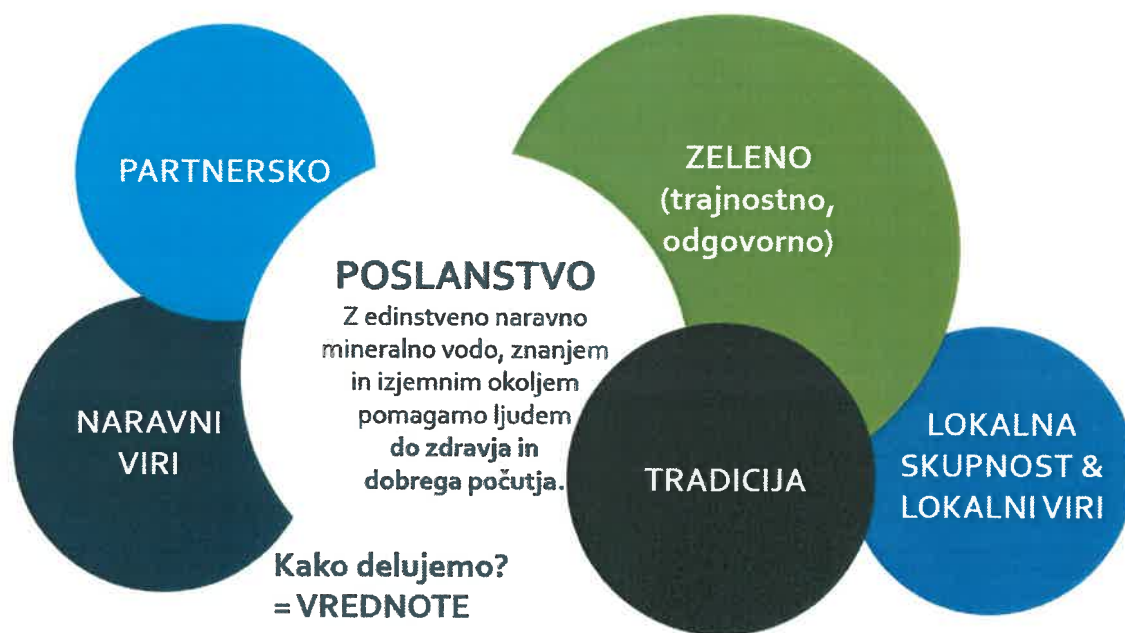 PARTNERSKO
NARAVNI
VIRI
POSLANSTVO
Z edinstveno naravno
mineralno vodo, znanjem
in izjemnim okoljem
pomagamo ljudem
do zdravja in
dobrega počutja.
Kako delujemo?
= VREDNOTE
ZELENO
(trajnostno,
odgovorno)
TRADICIJA
LOKALNA
SKUPNOST &
LOKALNI VIRI